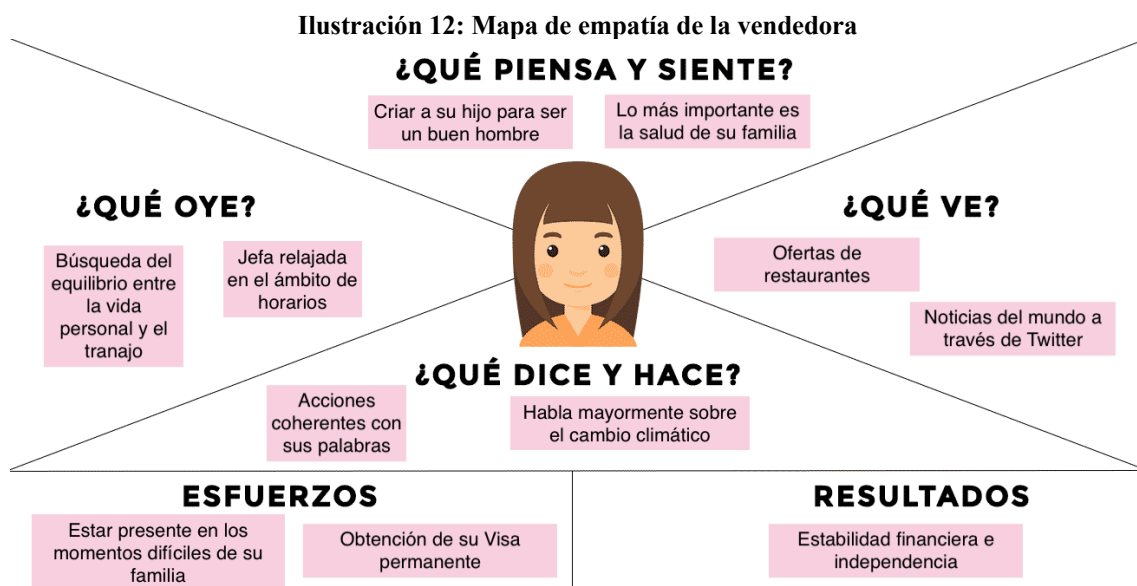 Ilustración 12: Mapa de empatía de la vendedora
¿QUÉ PIENSA Y SIENTE?
Criar a su hijo para ser
un buen hombre
Lo más importante es
la salud de su familia
¿QUÉ OYE?
Búsqueda del
equilibrio entre
la vida
personal y el
tranajo
Jefa relajada
en el ámbito de
horarios
¿QUÉ VE?
Ofertas de
restaurantes
Noticias del mundo a
través de Twitter
¿QUÉ DICE Y HACE?
Acciones
coherentes con
sus palabras
Habla mayormente sobre
el cambio climático
ESFUERZOS
Estar presente en los
momentos difíciles de su
familia
Obtención de su Visa
permanente
RESULTADOS
Estabilidad financiera e
independencia